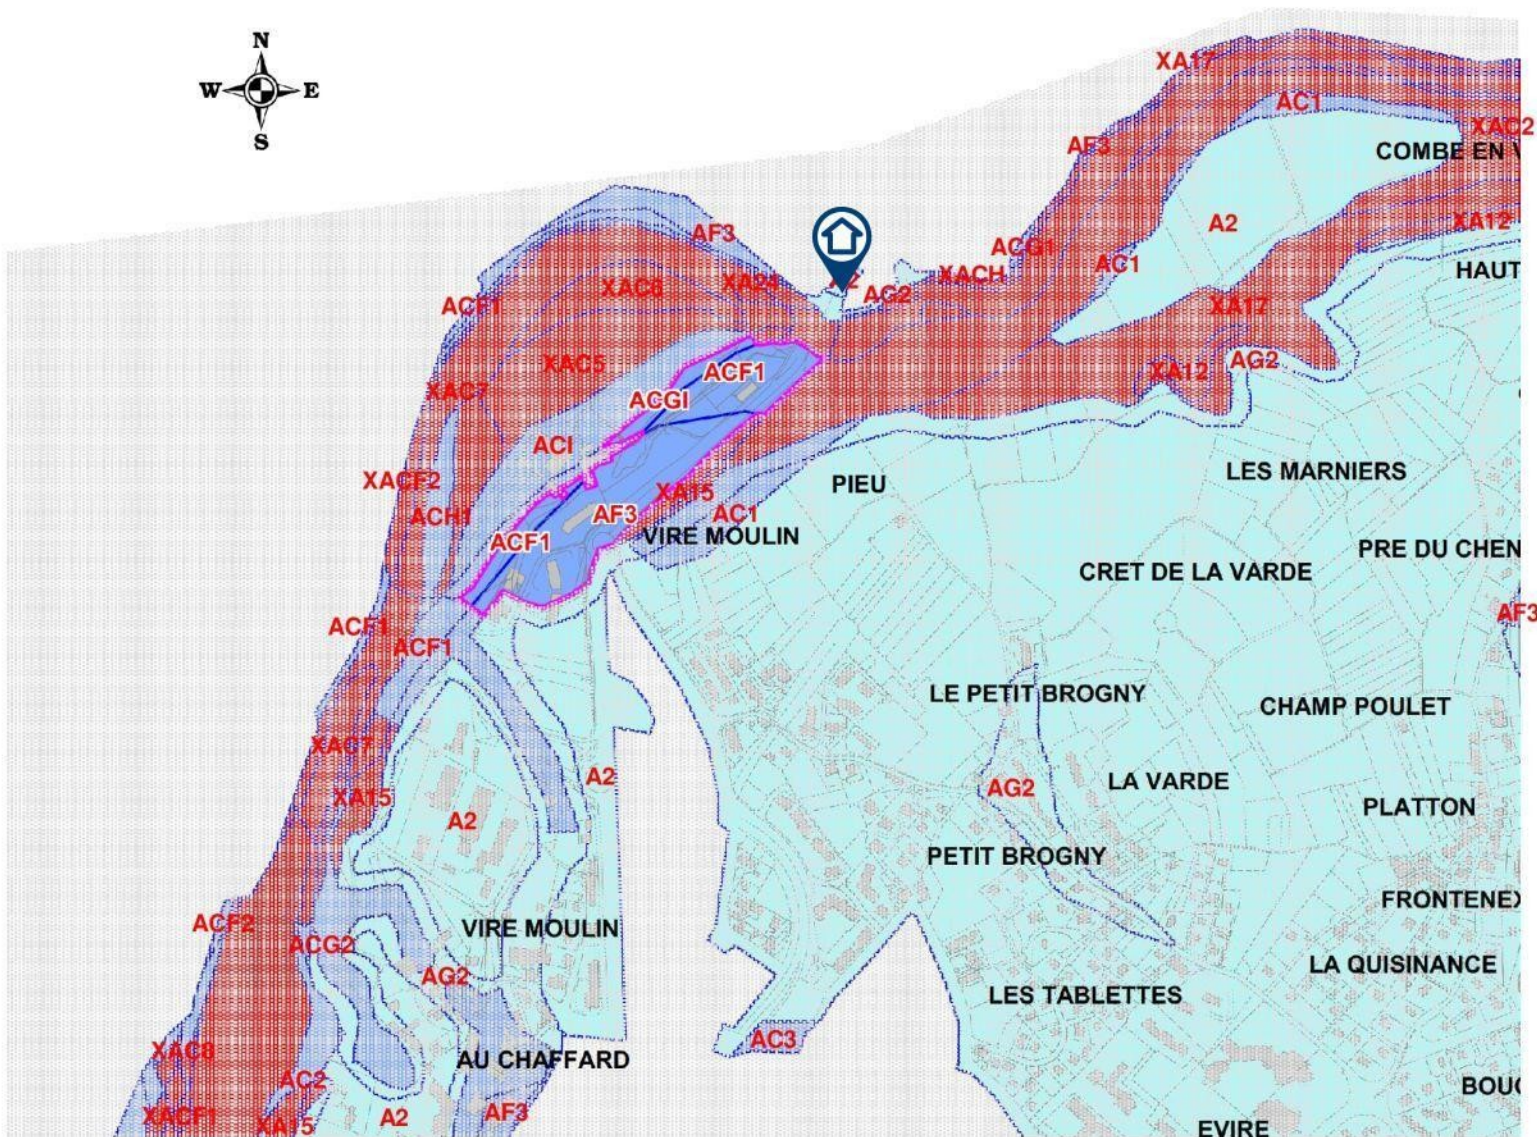 N
W E
S
XA17
AC1
XAC2
COMBE EN V
AF3
A2
XA12
AF3
ACG1
AC1
HAUT
XACH
XA24
A2
AG2
XAC6
ACF1
XA17
XAC5
AG2
XA12
ACF1
XAC7
ACGI
ACI
LES MARNIERS
XACF2
PIEU
XA15
ACH1
AF3
AC1
VIRE MOULIN
ACF1
PRE DU CHEN
CRET DE LA VARDE
AF3
ACF1
ACF1
LE PETIT BROGNY
CHAMP POULET
XAC7
A2
LA VARDE
AG2
XA15
PLATTON
A2
PETIT BROGNY
FRONTENEX
ACF2
VIRE MOULIN
ACG2
LA QUISINANCE
AG2
LES TABLETTES
XAC8
AC3
AU CHAFFARD
AC2
BOUC
XACF1
XA15
A2
AF3
EVIRE